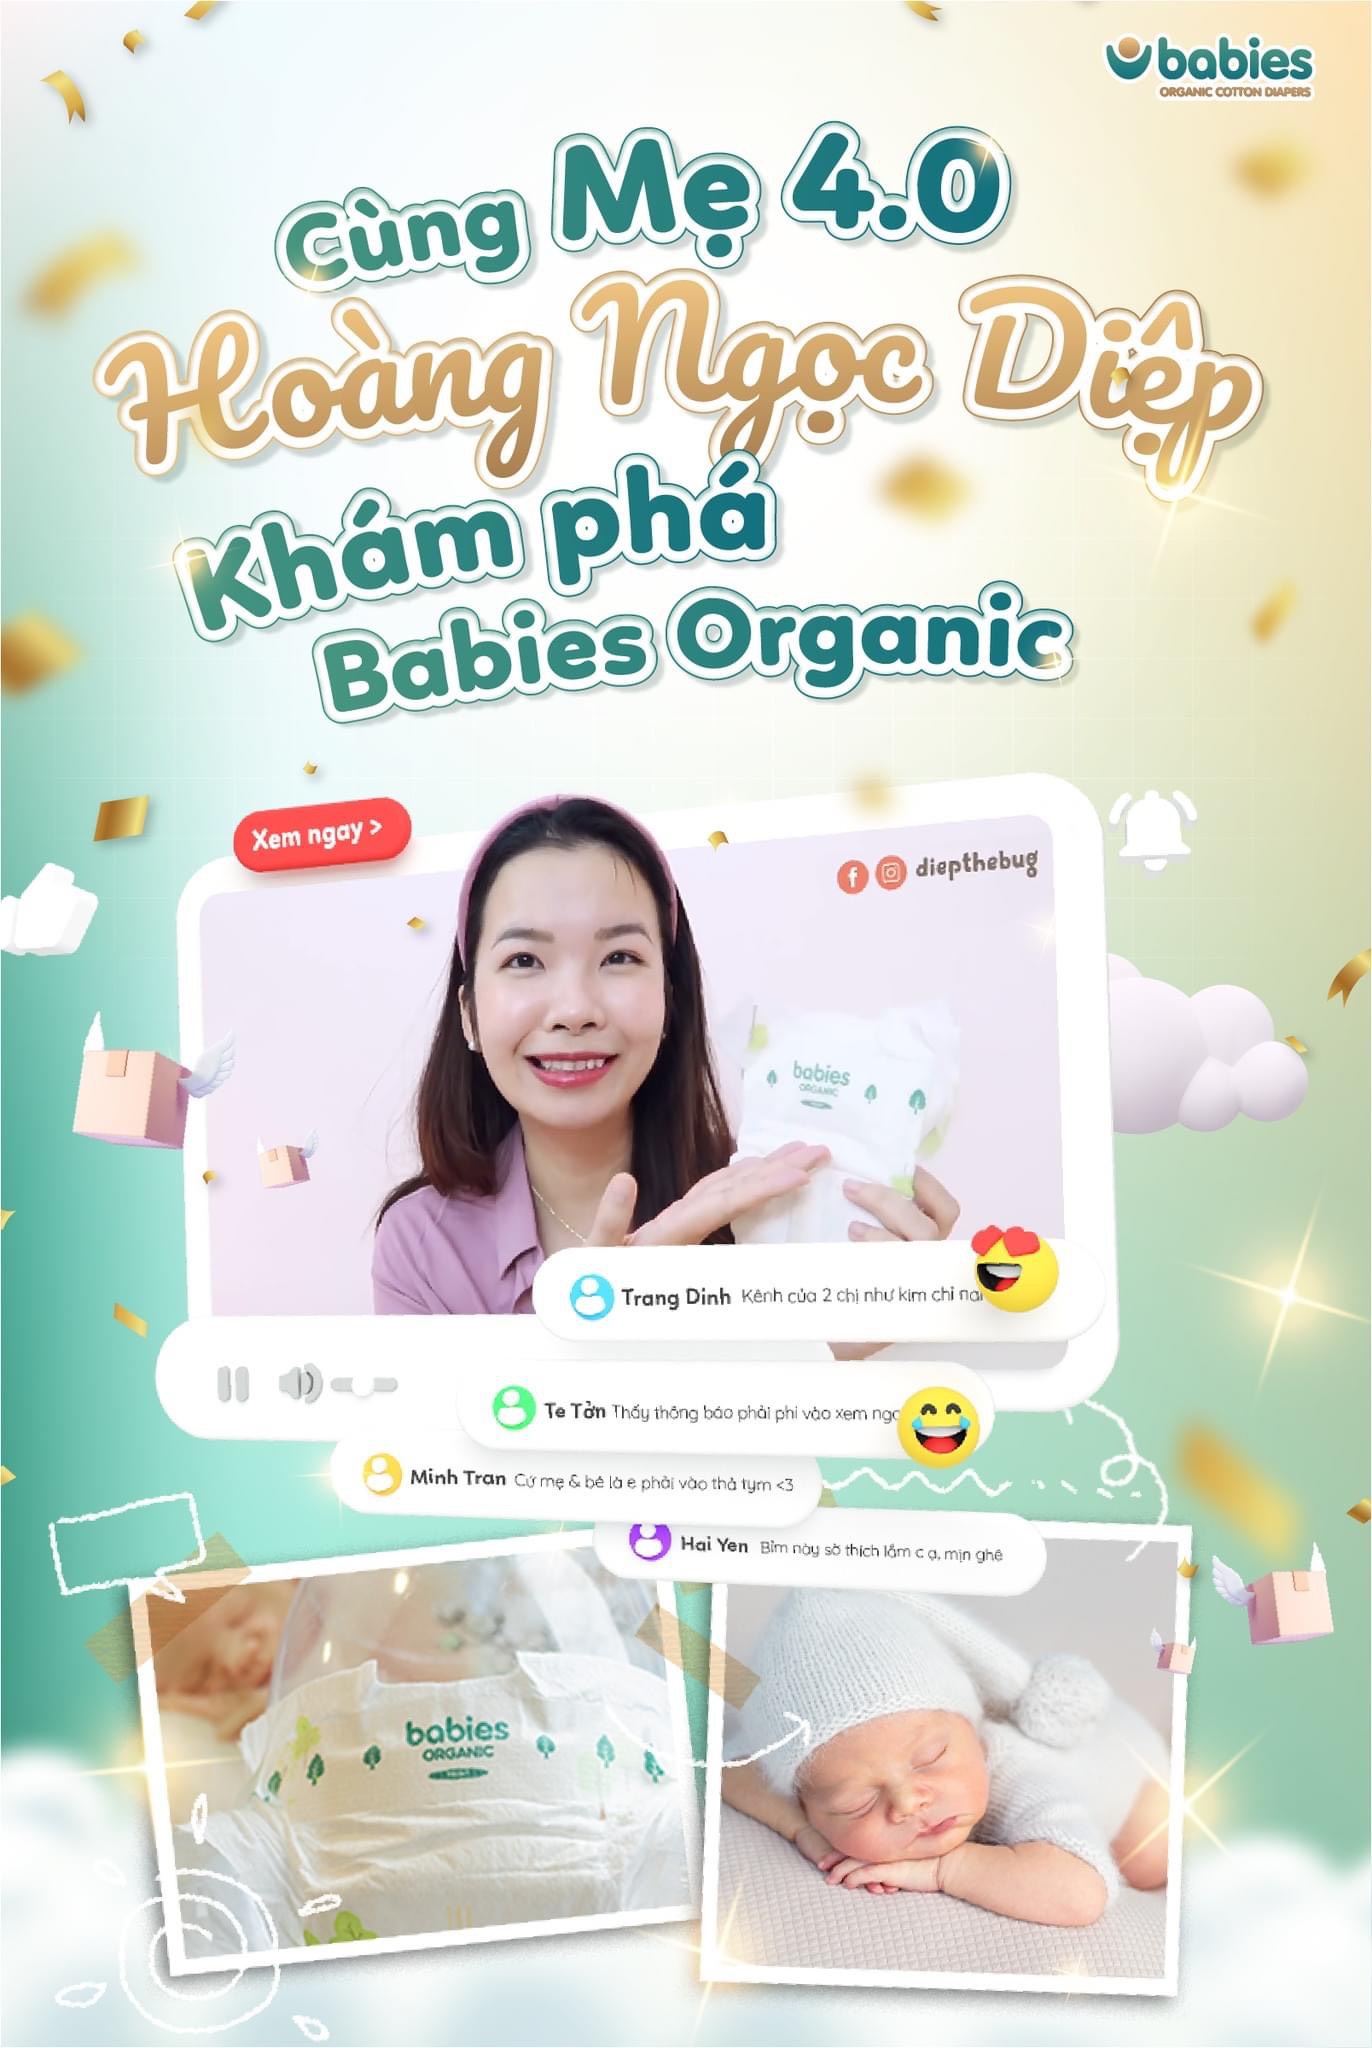 babies
ORGANIC COTTON DIAPERS
Cùng Mẹ 4.0
Hoàng Ngọc Diệp
Khám phá
Babies Organic
Xem ngay >
diepthebug
babies
ORGANIC
Trang Dinh Kênh của 2 chị như kim chỉ
Te Tởn Thấy thông báo phải phi vào xem
Minh Tran Cứ mẹ & bé là e phải vào thả tym <3
Hai Yen Bỉm này sờ thích lắm c ạ, mịn ghê
babies
ORGANIC